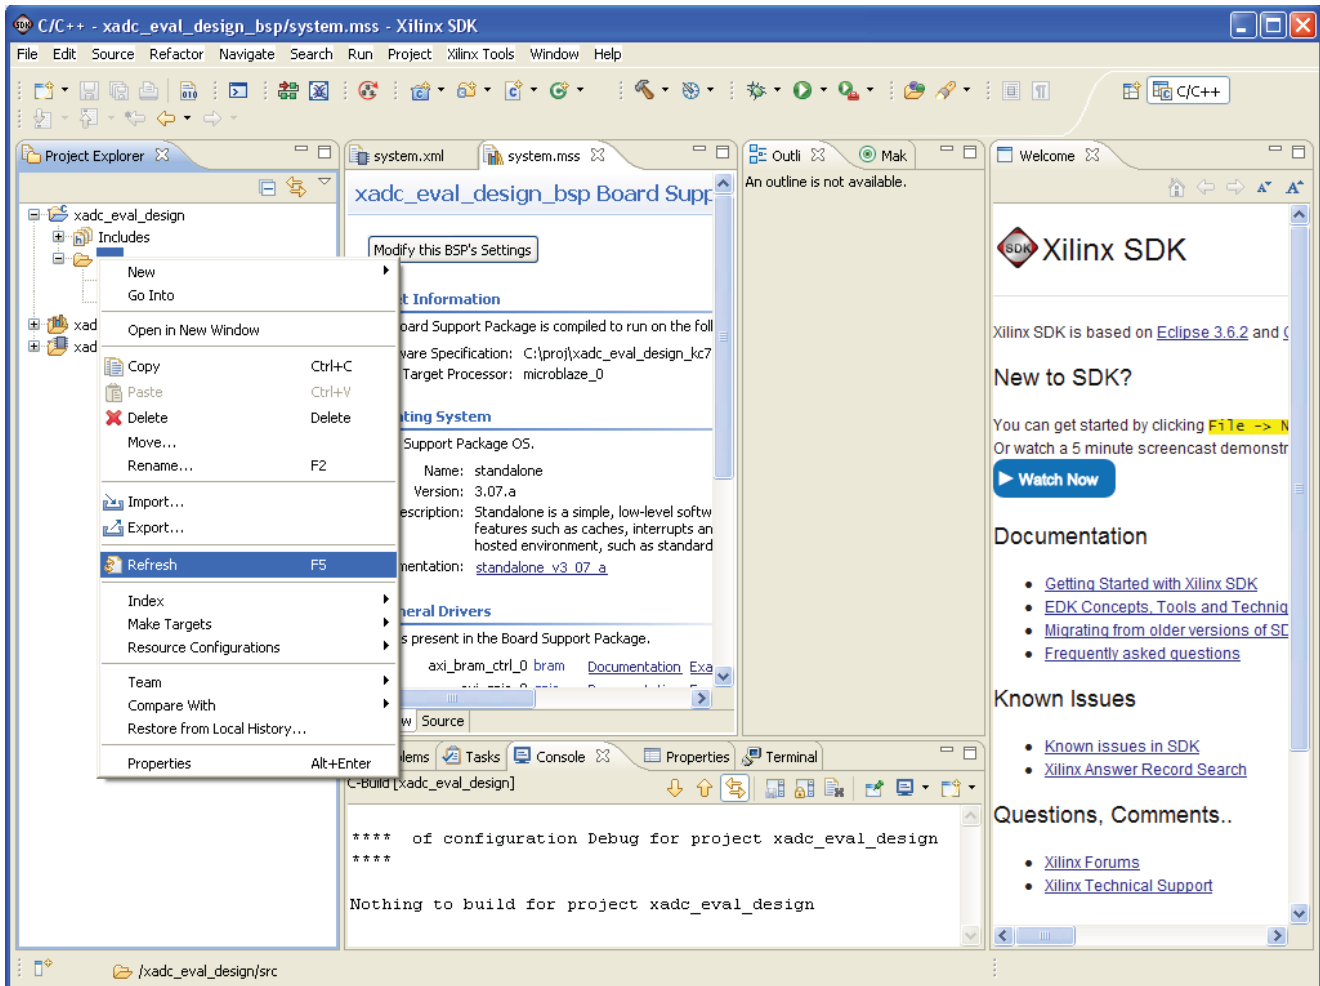 C/C++ - xadc_eval_design_bsp/system.mss - Xilinx SDK
File Edit Source Refactor Navigate Search Run Project Xilinx Tools Window Help
C/C++
Project Explorer
xadc_eval_design
Includes
xad
xad
New
Go Into
Open in New Window
Copy Ctrl+C
Paste Ctrl+V
Delete Delete
Move...
Rename... F2
Import...
Export...
Refresh F5
Index
Make Targets
Resource Configurations
Team
Compare With
Restore from Local History...
Properties Alt+Enter
system.xml system.mss
xadc_eval_design_bsp Board Supp
Modify this BSP's Settings
t Information
oard Support Package is compiled to run on the foll
ware Specification: C:\proj\xadc_eval_design_kc7
Target Processor: microblaze_0
ting System
Support Package OS.
Name: standalone
Version: 3.07.a
escription: Standalone is a simple, low-level softw
features such as caches, interrupts an
hosted environment, such as standard
mentation: standalone_v3_07_a
heral Drivers
s present in the Board Support Package.
axi_bram_ctrl_0 bram Documentation Exa
w Source
Outli Mak
An outline is not available.
Welcome
SDK Xilinx SDK
Xilinx SDK is based on Eclipse 3.6.2 and
New to SDK?
You can get started by clicking File -> N
Or watch a 5 minute screencast demonstr
Watch Now
Documentation
Getting Started with Xilinx SDK
EDK Concepts, Tools and Techniq
Migrating from older versions of SD
Frequently asked questions
Known Issues
Known issues in SDK
Xilinx Answer Record Search
Questions, Comments..
Xilinx Forums
Xilinx Technical Support
lems Tasks Console Properties Terminal
C-Build [xadc_eval_design]
**** of configuration Debug for project xadc_eval_design
****
Nothing to build for project xadc_eval_design
/xadc_eval_design/src